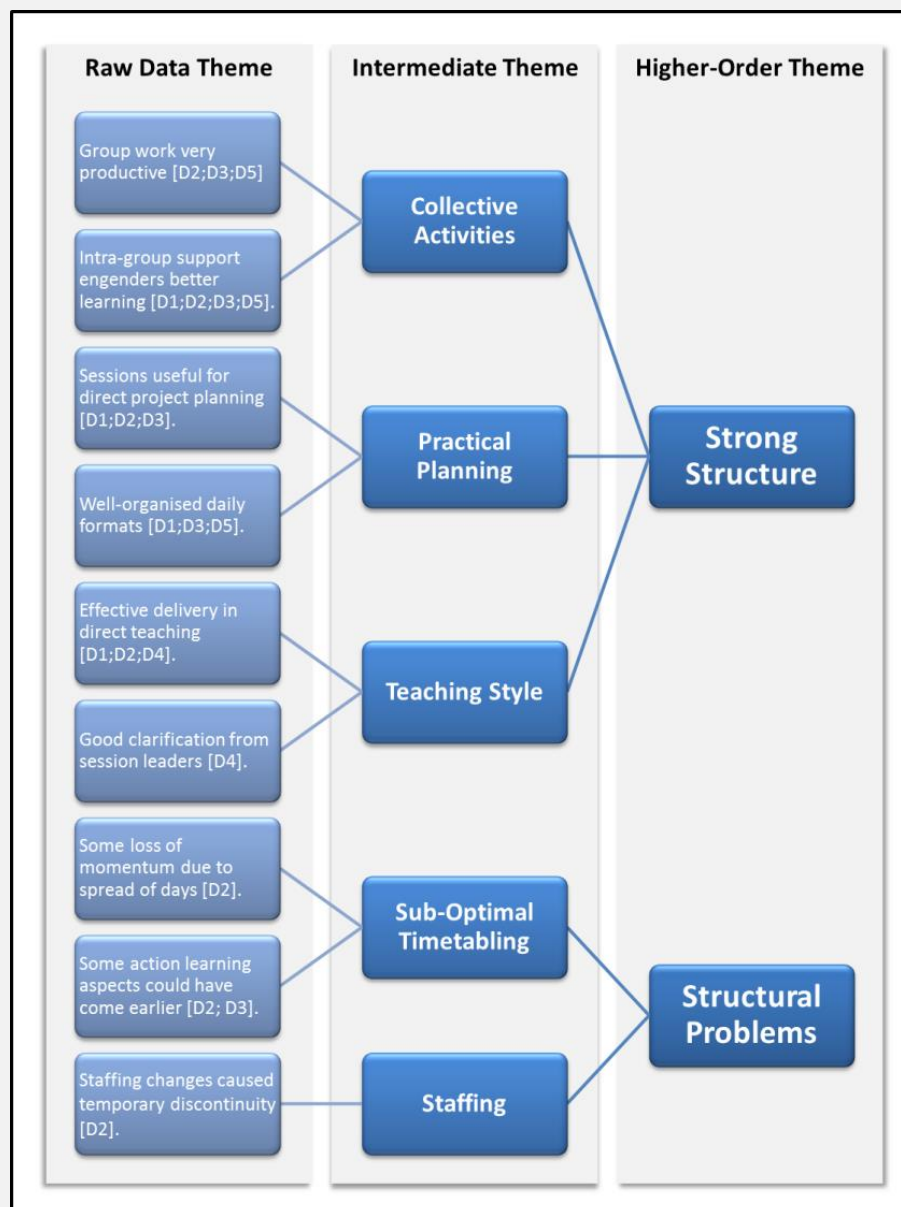 Raw Data Theme
Intermediate Theme
Higher-Order Theme
Group work very
productive [D2;D3;D5]
Intra-group support
engenders better
learning [D1;D2;D3;D5].
Sessions useful for
direct project planning
[D1;D2;D3].
Well-organised daily
formats [D1;D3;D5].
Effective delivery in
direct teaching
[D1;D2;D4].
Good clarification from
session leaders [D4].
Some loss of
momentum due to
spread of days [D2].
Some action learning
aspects could have
come earlier [D2; D3].
Staffing changes caused
temporary discontinuity
[D2].
Collective
Activities
Practical
Planning
Teaching Style
Sub-Optimal
Timetabling
Staffing
Strong
Structure
Structural
Problems